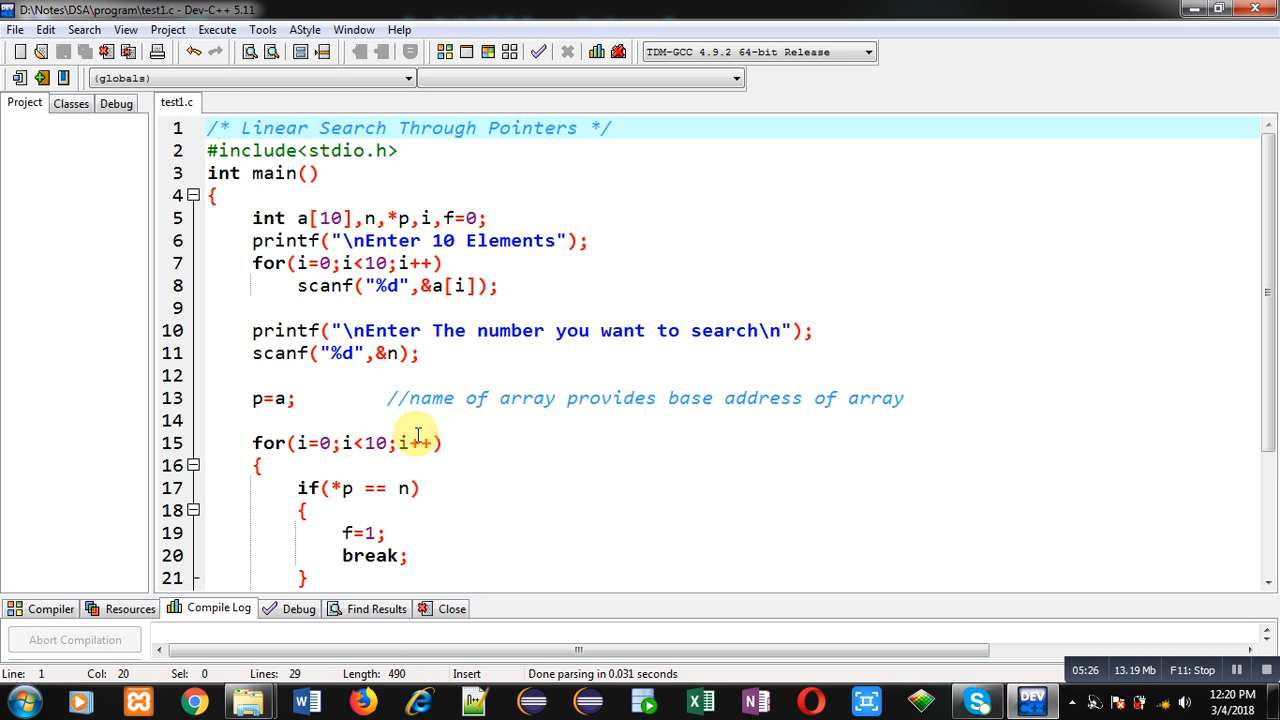 D:\Notes\DSA\program\test1.c - Dev-C++ 5.11
File Edit Search View Project Execute Tools AStyle Window Help
TDM-GCC 4.9.2 64-bit Release
(globals)
Project Classes Debug test1.c
1 /* Linear Search Through Pointers */
2 #include<stdio.h>
3 int main()
4 {
5 int a[10],n,*p,i,f=0;
6 printf("\nEnter 10 Elements");
7 for(i=0;i<10;i++)
8 scanf("%d",&a[i]);
9
10 printf("\nEnter The number you want to search\n");
11 scanf("%d",&n);
12
13 p=a; //name of array provides base address of array
14
15 for(i=0;i<10;i++)
16 {
17 if(*p == n)
18 {
19 f=1;
20 break;
21 }
Compiler Resources Compile Log Debug Find Results Close
Abort Compilation
Line: 1 Col: 20 Sel: 0 Lines: 29 Length: 490 Insert Done parsing in 0.031 seconds
05:26 13.19 Mb F11: Stop
DEV
12:20 PM
3/4/2018